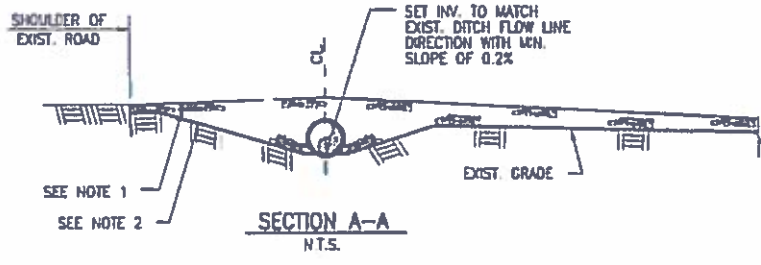 SHOULDER OF
EXIST. ROAD
SET INV. TO MATCH
EXIST. DITCH FLOW LINE
DIRECTION WITH MIN.
SLOPE OF 0.2%
CL
SEE NOTE 1
SEE NOTE 2
EXIST. GRADE
SECTION A-A
N.T.S.